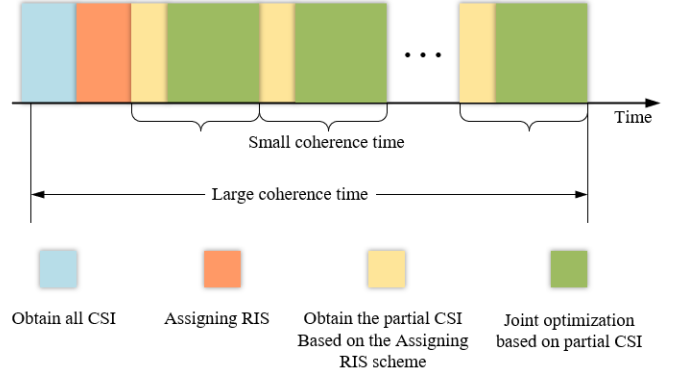 Time
Small coherence time
Large coherence time
Obtain all CSI
Assigning RIS
Obtain the partial CSI
Based on the Assigning
RIS scheme
Joint optimization
based on partial CSI